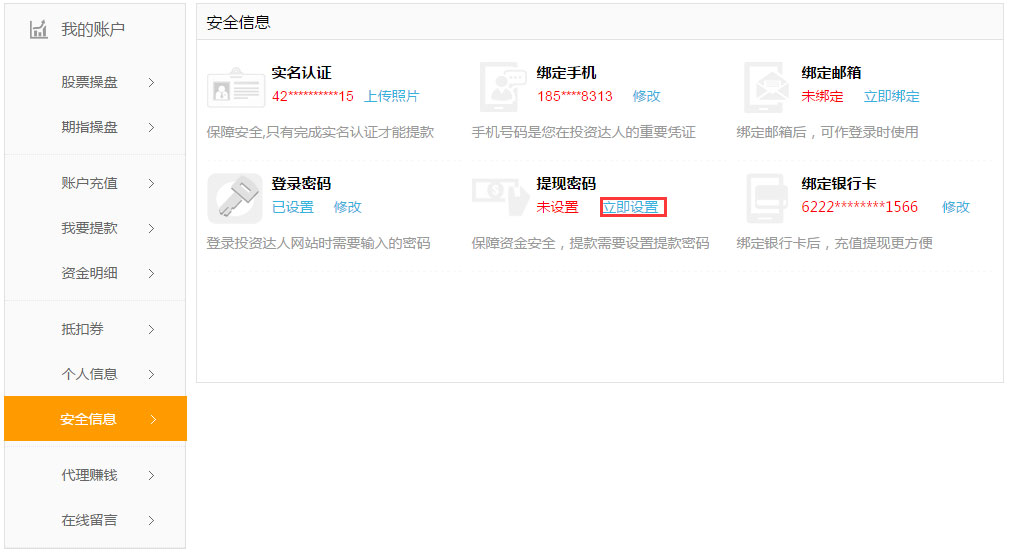 我的账户
股票操盘
期指操盘
账户充值
我要提款
资金明细
抵扣券
个人信息
安全信息
代理赚钱
在线留言
安全信息
实名认证
42**********15 上传照片
保障安全,只有完成实名认证才能提款
绑定手机
185****8313 修改
手机号码是您在投资达人的重要凭证
绑定邮箱
未绑定 立即绑定
绑定邮箱后，可作登录时使用
登录密码
已设置 修改
登录投资达人网站时需要输入的密码
提现密码
未设置 立即设置
保障资金安全，提款需要设置提款密码
绑定银行卡
6222********1566 修改
绑定银行卡后，充值提现更方便